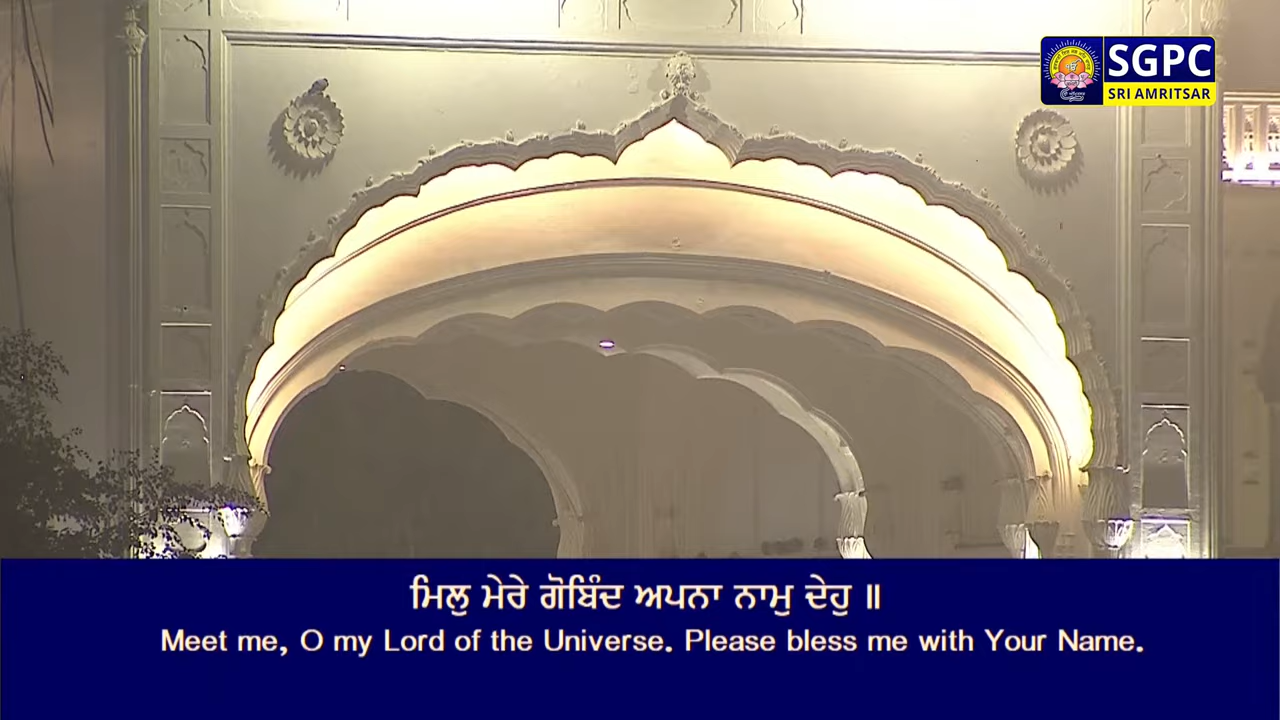 SGPC
SRI AMRITSAR
ਮਿਲੁ ਮੇਰੇ ਗੋਬਿੰਦ ਅਪਨਾ ਨਾਮੁ ਦੇਹੁ ॥
Meet me, O my Lord of the Universe. Please bless me with Your Name.